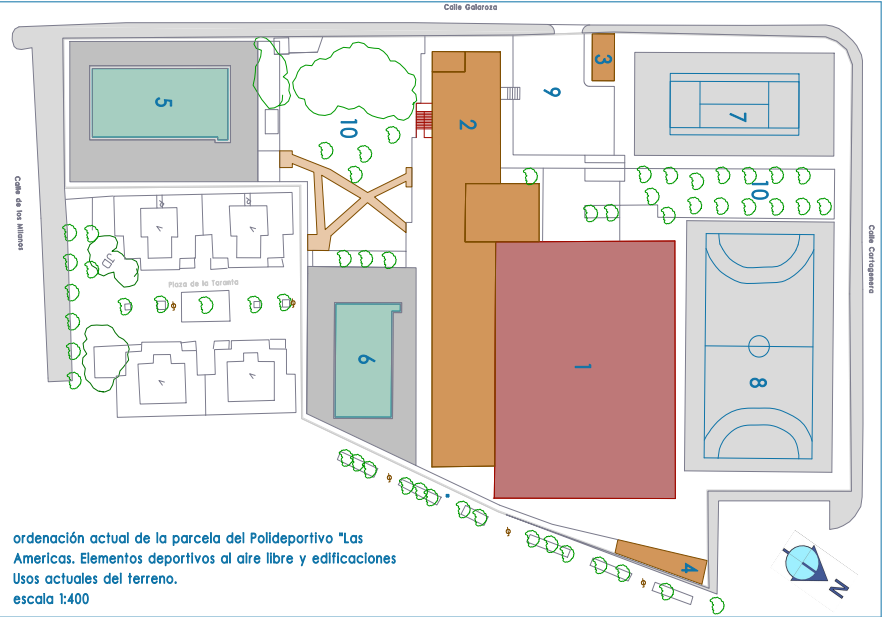 Calle Galaroza
3
5
9
7
2
10
10
Calle de los Milanos
Calle Cartagenera
JD
Plaza de la Taranta
6
1
8
V
V
V
V
ordenación actual de la parcela del Polideportivo "Las
Americas. Elementos deportivos al aire libre y edificaciones
Usos actuales del terreno.
escala 1:400
4
N